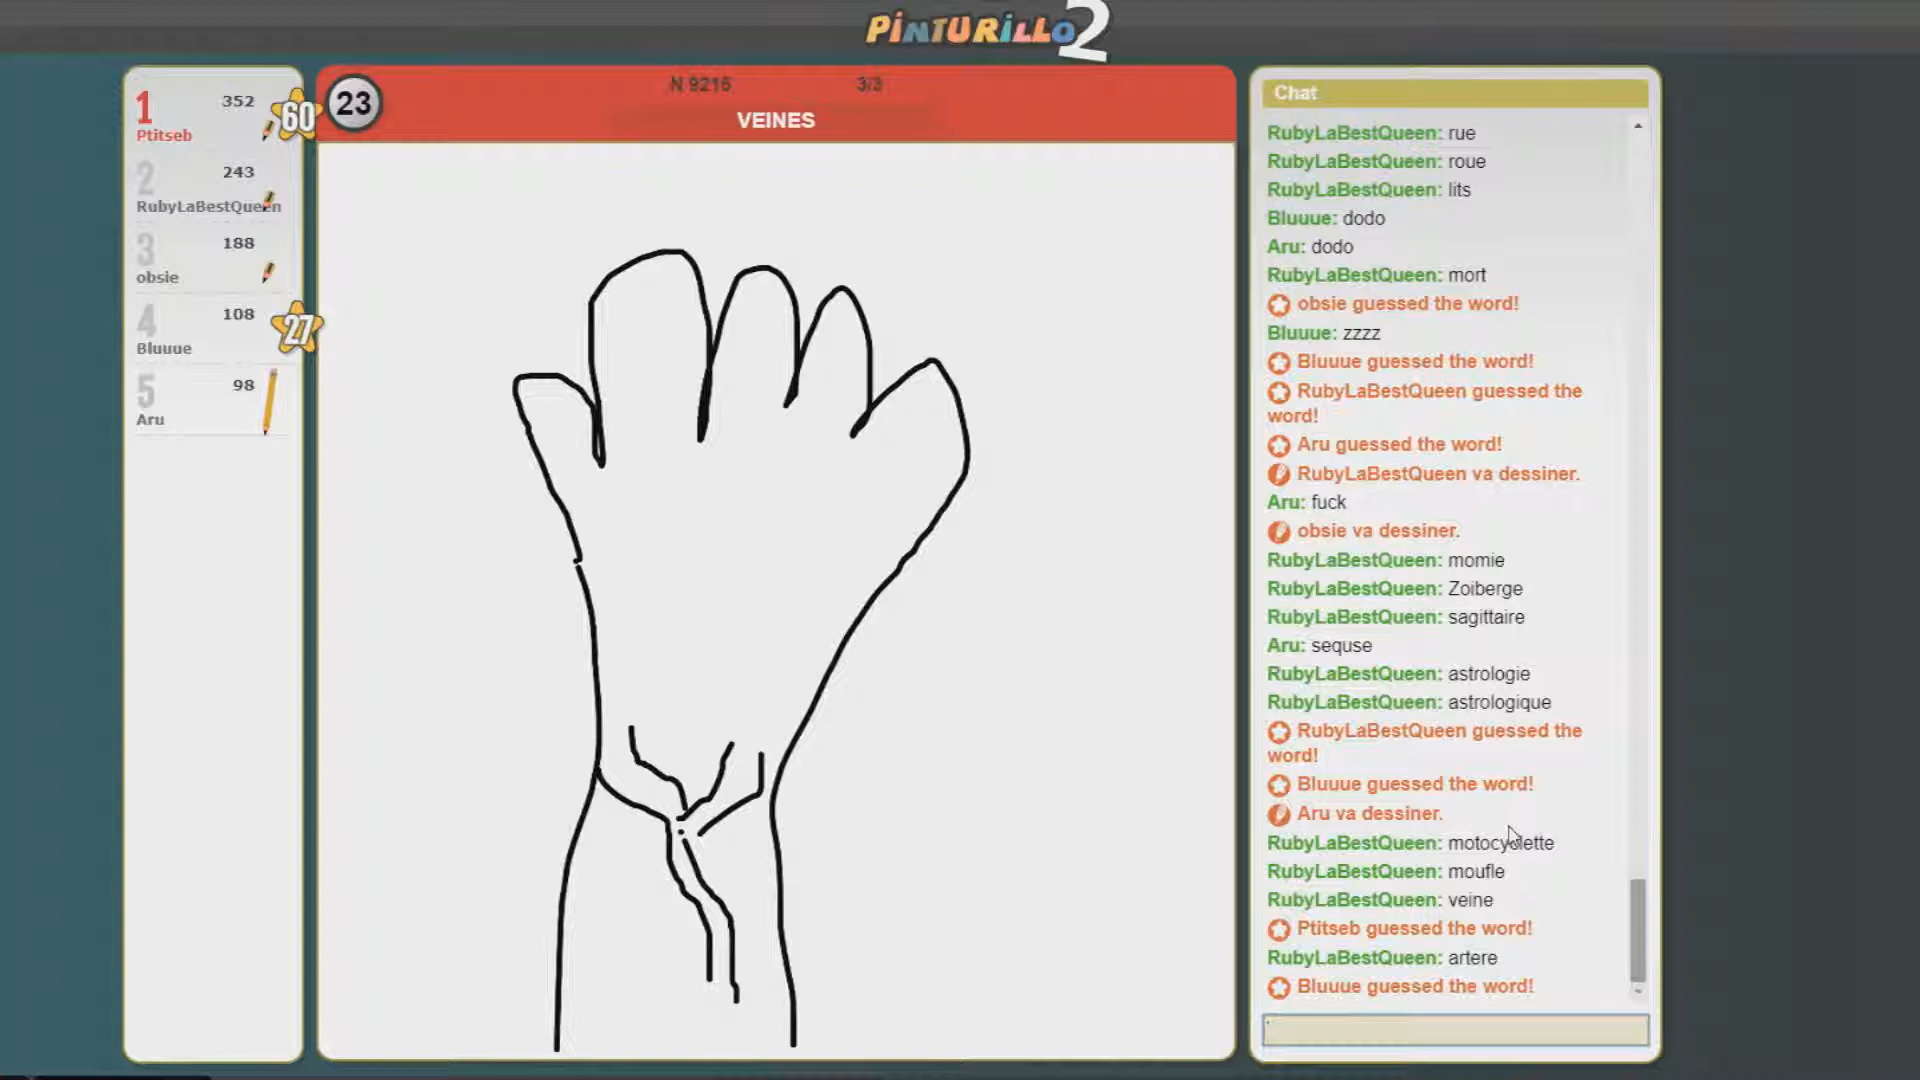 PINTURILLO 2
1 352 60
Ptitseb
2 243
RubyLaBestQueen
3 188
obsie
4 108 27
Bluuue
5 98
Aru
23
N 9215 3/3
VEINES
Chat
RubyLaBestQueen: rue
RubyLaBestQueen: roue
RubyLaBestQueen: lits
Bluuue: dodo
Aru: dodo
RubyLaBestQueen: mort
obsie guessed the word!
Bluuue: zzzz
Bluuue guessed the word!
RubyLaBestQueen guessed the
word!
Aru guessed the word!
RubyLaBestQueen va dessiner.
Aru: fuck
obsie va dessiner.
RubyLaBestQueen: momie
RubyLaBestQueen: Zoiberge
RubyLaBestQueen: sagittaire
Aru: sequse
RubyLaBestQueen: astrologie
RubyLaBestQueen: astrologique
RubyLaBestQueen guessed the
word!
Bluuue guessed the word!
Aru va dessiner.
RubyLaBestQueen: motocyclette
RubyLaBestQueen: moufle
RubyLaBestQueen: veine
Ptitseb guessed the word!
RubyLaBestQueen: artere
Bluuue guessed the word!